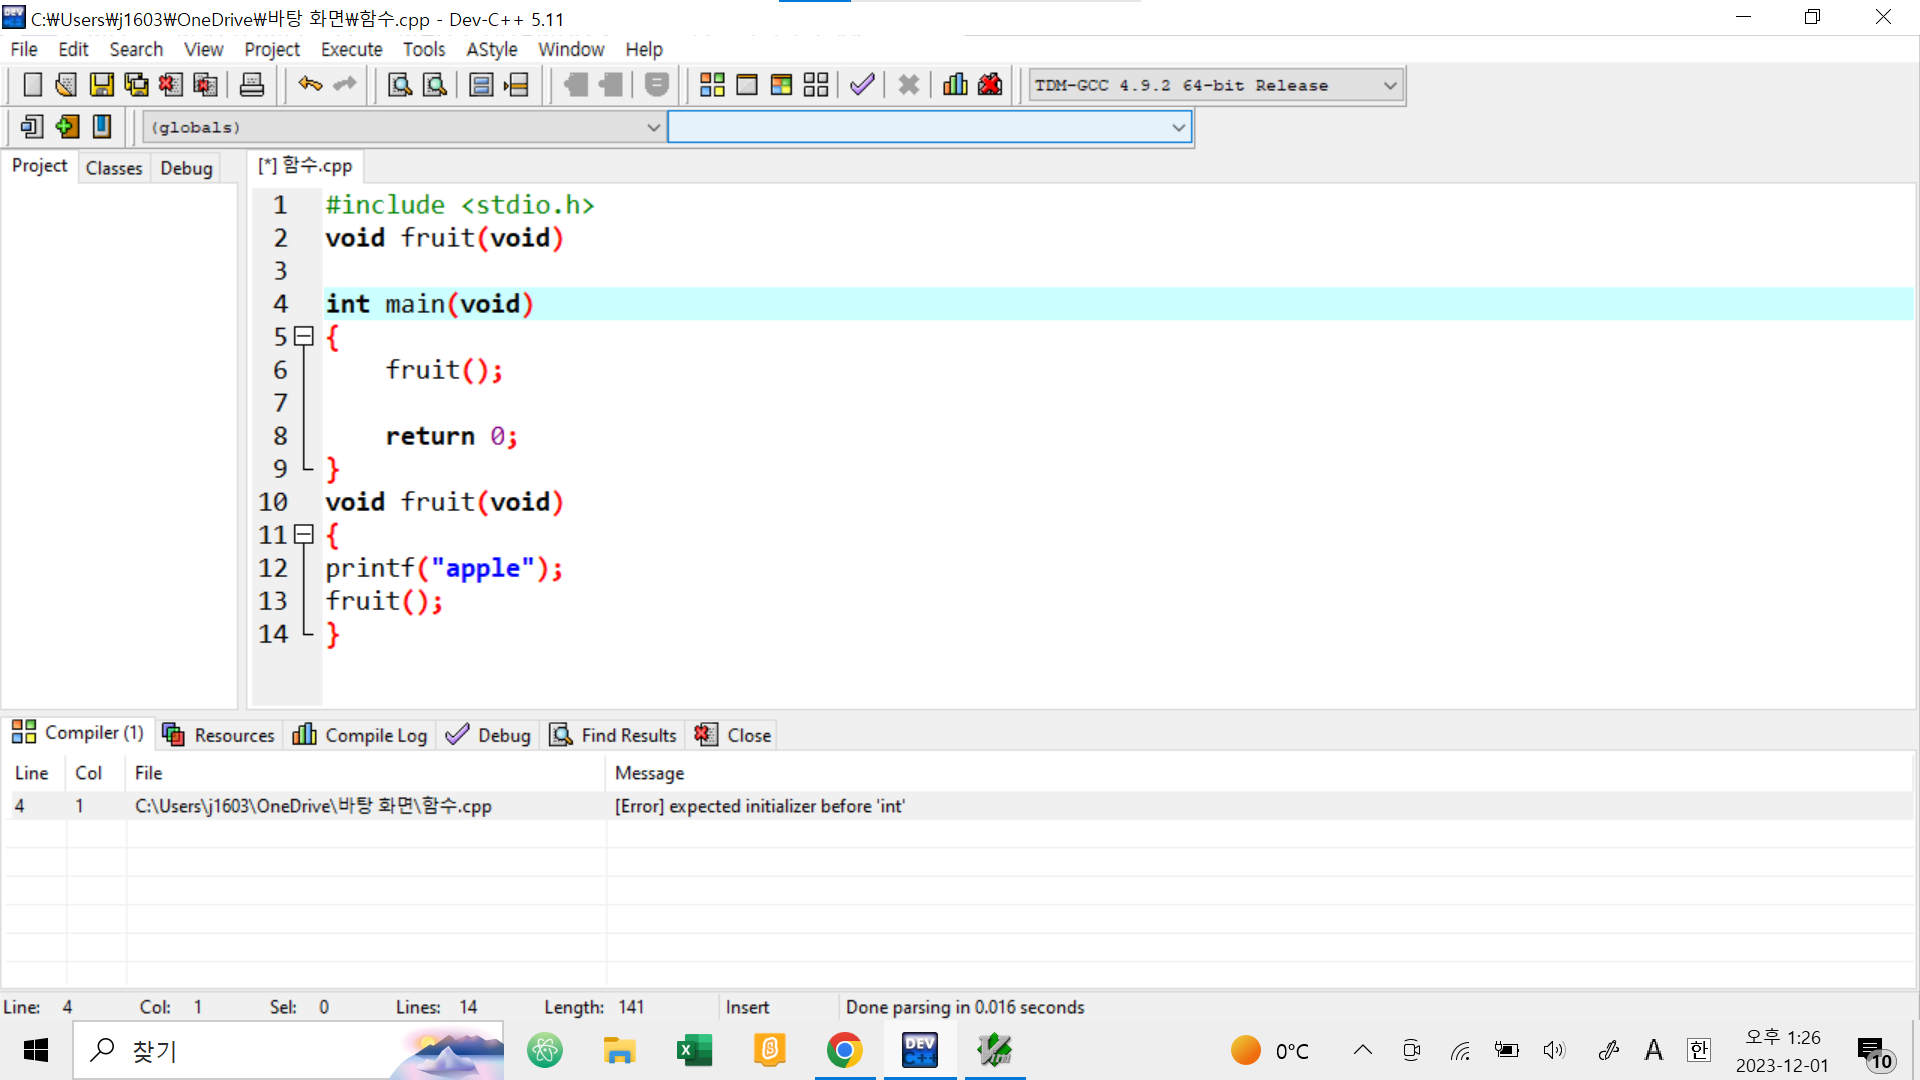 C:₩Users₩j1603₩OneDrive₩바탕 화면₩함수.cpp - Dev-C++ 5.11
File Edit Search View Project Execute Tools AStyle Window Help
TDM-GCC 4.9.2 64-bit Release
(globals)
Project Classes Debug [*] 함수.cpp
1 #include <stdio.h>
2 void fruit(void)
3
4 int main(void)
5 {
6 fruit();
7
8 return 0;
9 }
10 void fruit(void)
11 {
12 printf("apple");
13 fruit();
14 }
Compiler (1) Resources Compile Log Debug Find Results Close
Line Col File Message
4 1 C:\Users\j1603\OneDrive\바탕 화면\함수.cpp [Error] expected initializer before 'int'
Line: 4 Col: 1 Sel: 0 Lines: 14 Length: 141 Insert Done parsing in 0.016 seconds
찾기 DEV C++ 0°C A 한 오후 1:26
2023-12-01 10